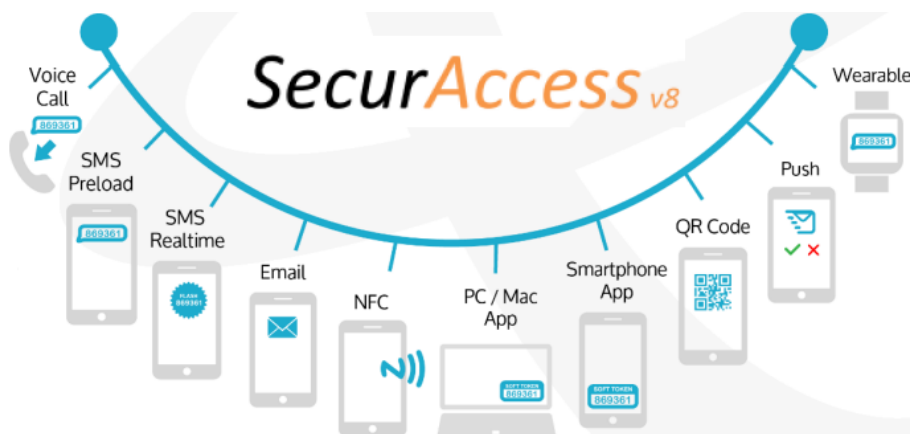 SecurAccess v8
Voice
Call
869361
SMS
Preload
869361
SMS
Realtime
FLASH
869361
Email
NFC
PC / Mac
App
SOFT TOKEN
869361
Smartphone
App
SOFT TOKEN
869361
QR Code
Push
Wearable
869361